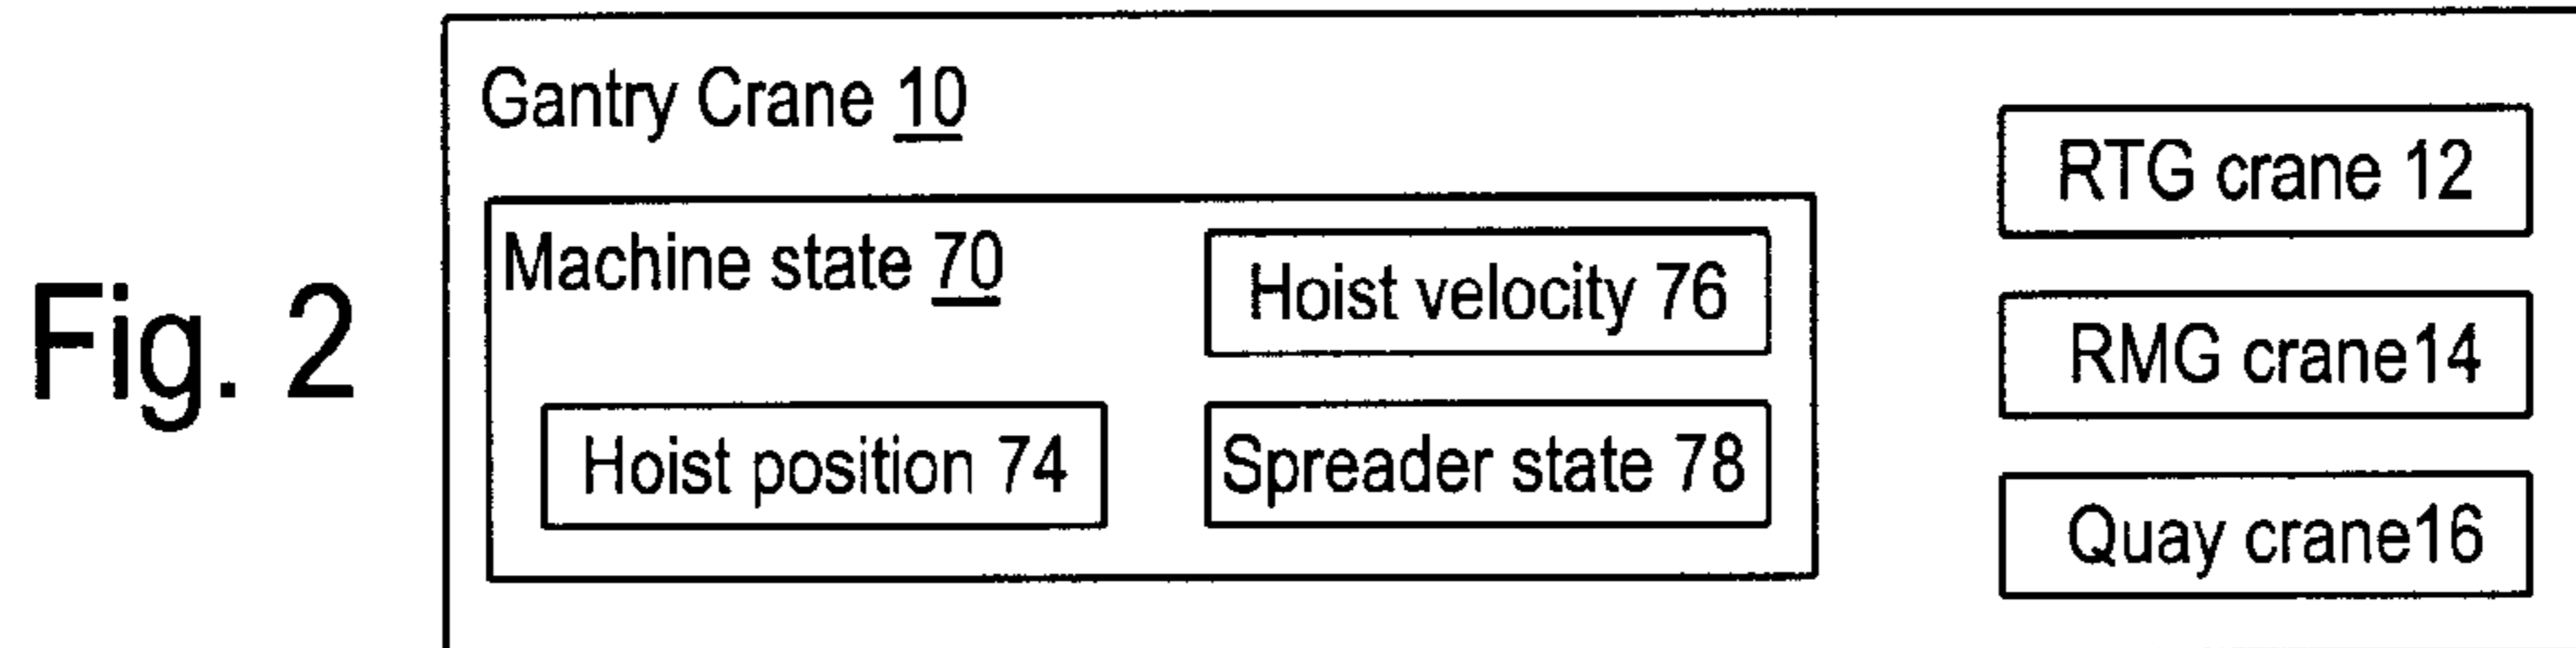 Fig. 2
Gantry Crane 10
Machine state 70
Hoist velocity 76
Hoist position 74
Spreader state 78
RTG crane 12
RMG crane14
Quay crane16